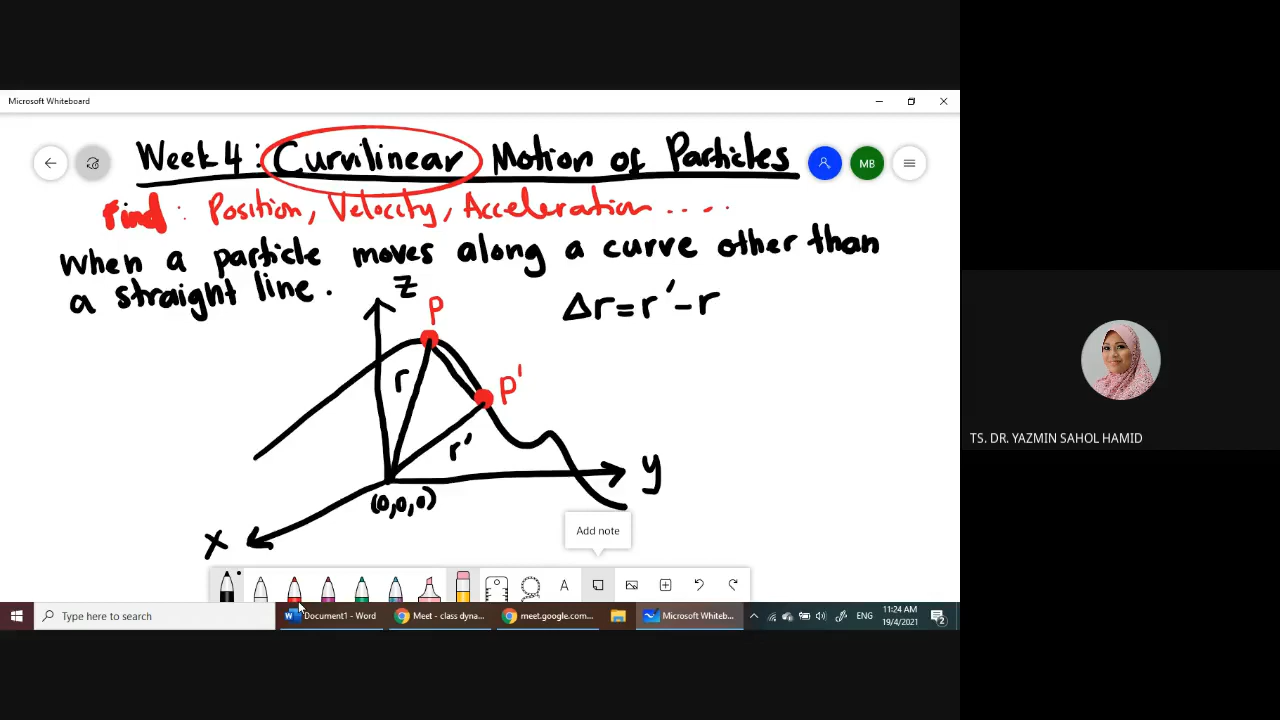 Microsoft Whiteboard
Week 4: Curvilinear Motion of Particles
MB
Find: Position, Velocity, Acceleration ....
When a particle moves along a curve other than
a straight line.
Z
Δr = r' - r
P
r
P'
r'
y
(0,0,0)
x
Add note
A
Type here to search
Document1 - Word
Meet - class dyna...
meet.google.com...
Microsoft Whiteb...
ENG
11:24 AM
19/4/2021
2
TS. DR. YAZMIN SAHOL HAMID